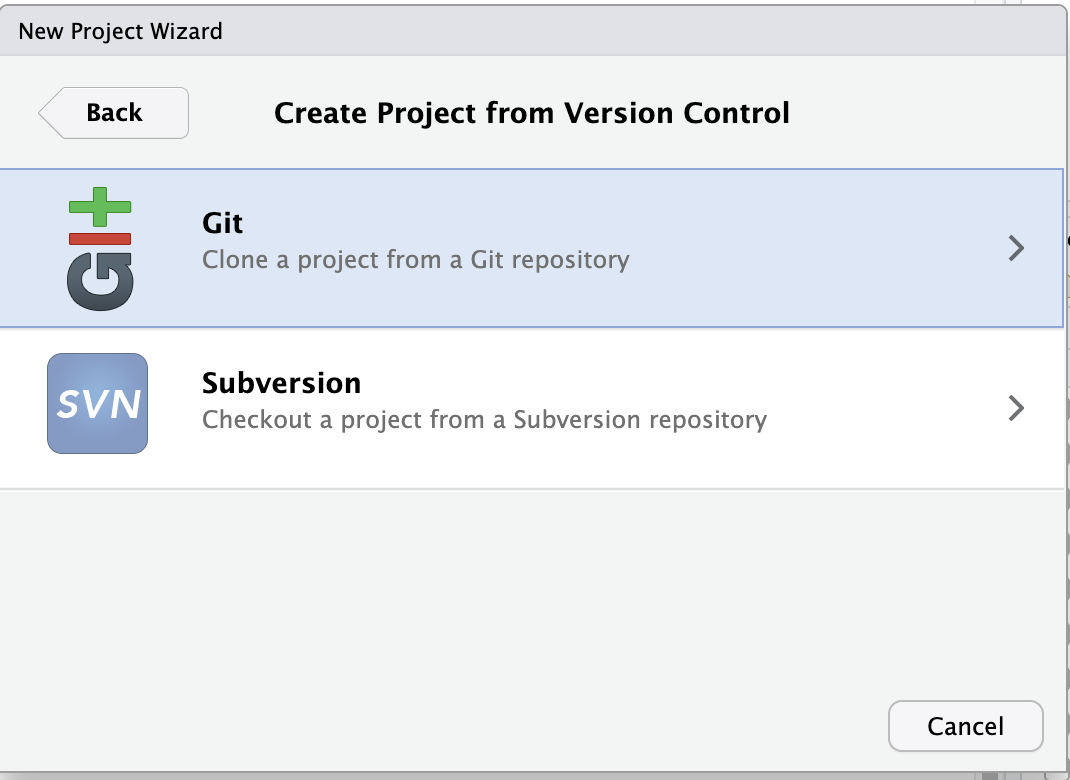 New Project Wizard
Back
Create Project from Version Control
git
Git
Clone a project from a Git repository
SVN
Subversion
Checkout a project from a Subversion repository
Cancel